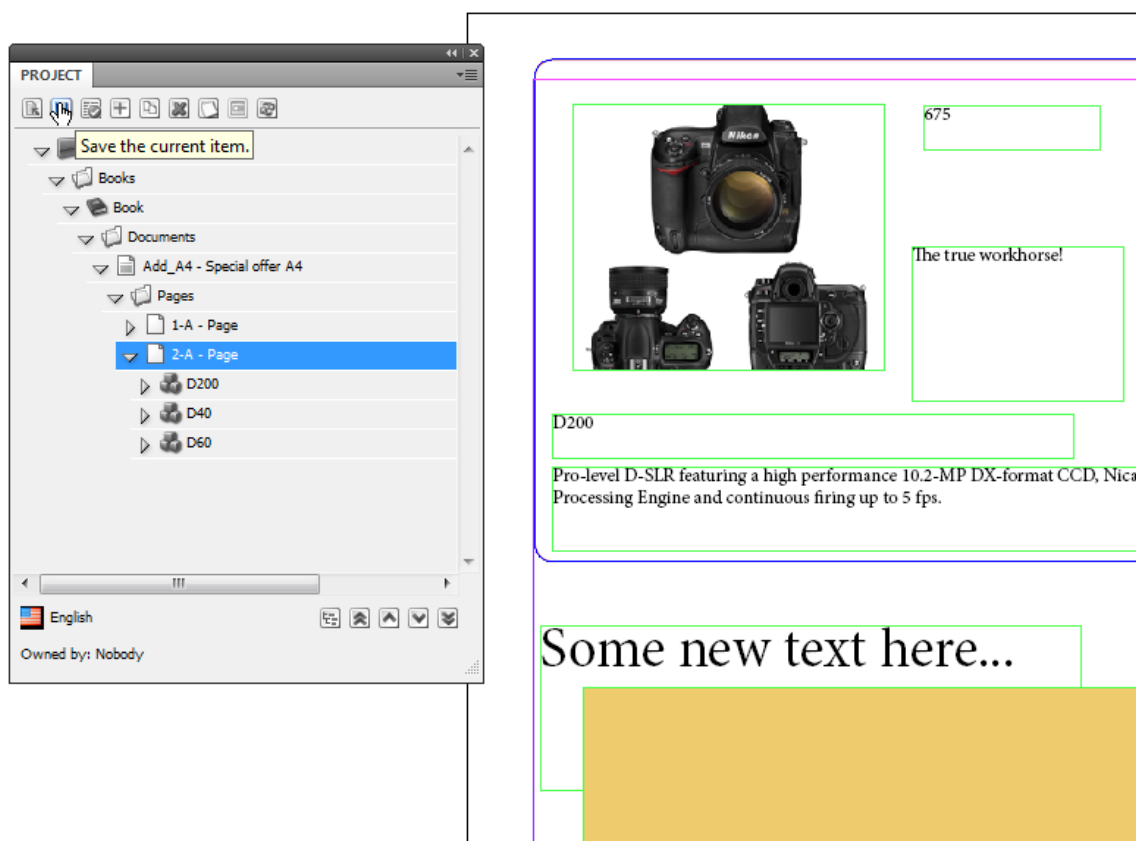 PROJECT
Save the current item.
Books
Book
Documents
Add_A4 - Special offer A4
Pages
1-A - Page
2-A - Page
D200
D40
D60
English
Owned by: Nobody
Nikon
675
The true workhorse!
D200
Pro-level D-SLR featuring a high performance 10.2-MP DX-format CCD, Nica
Processing Engine and continuous firing up to 5 fps.
Some new text here...